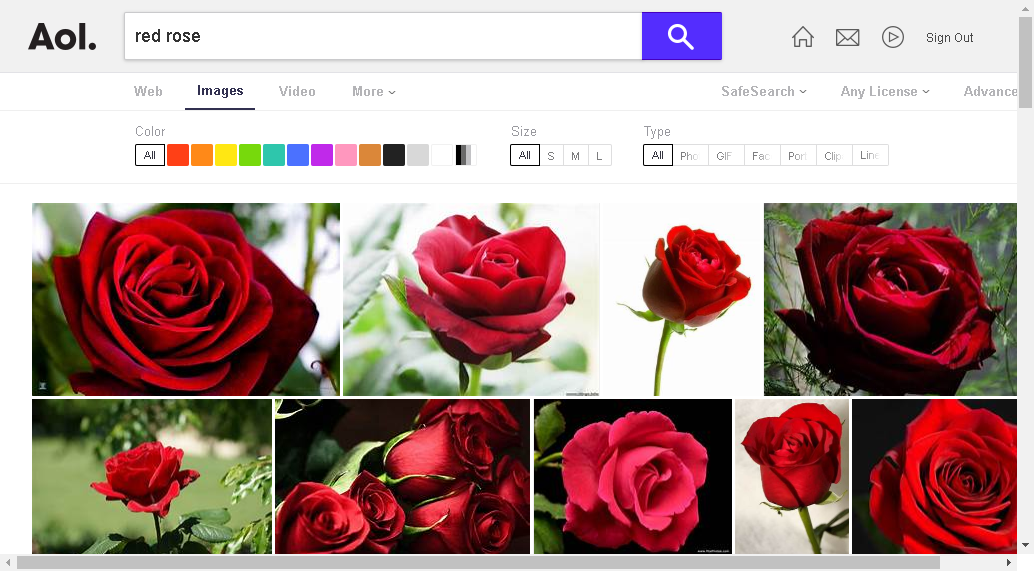 Aol.
red rose
Sign Out
Web
Images
Video
More
SafeSearch
Any License
Advance
Color
Size
Type
All
All
S
M
L
All
Pho
GIF
Fac
Por
Clip
Line